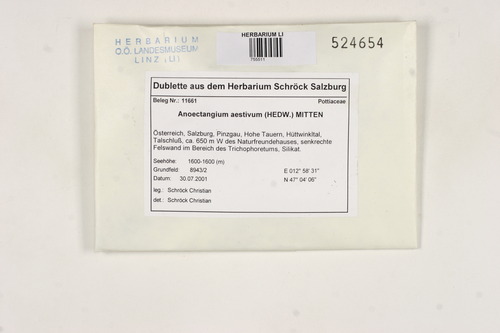 HERBARIUM
O.Ö. LANDESMUSEUM
LINZ (LI)
HERBARIUM LI
755511
524654
Dublette aus dem Herbarium Schröck Salzburg
Beleg Nr.: 11661 Pottiaceae
Anoectangium aestivum (HEDW.) MITTEN
Österreich, Salzburg, Pinzgau, Hohe Tauern, Hüttwinkltal,
Talschluß, ca. 650 m W des Naturfreundehauses, senkrechte
Felswand im Bereich des Trichophoretums, Silikat.
Seehöhe: 1600-1600 (m)
Grundfeld: 8943/2 E 012° 58' 31"
Datum: 30.07.2001 N 47° 04' 06"
leg.: Schröck Christian
det.: Schröck Christian